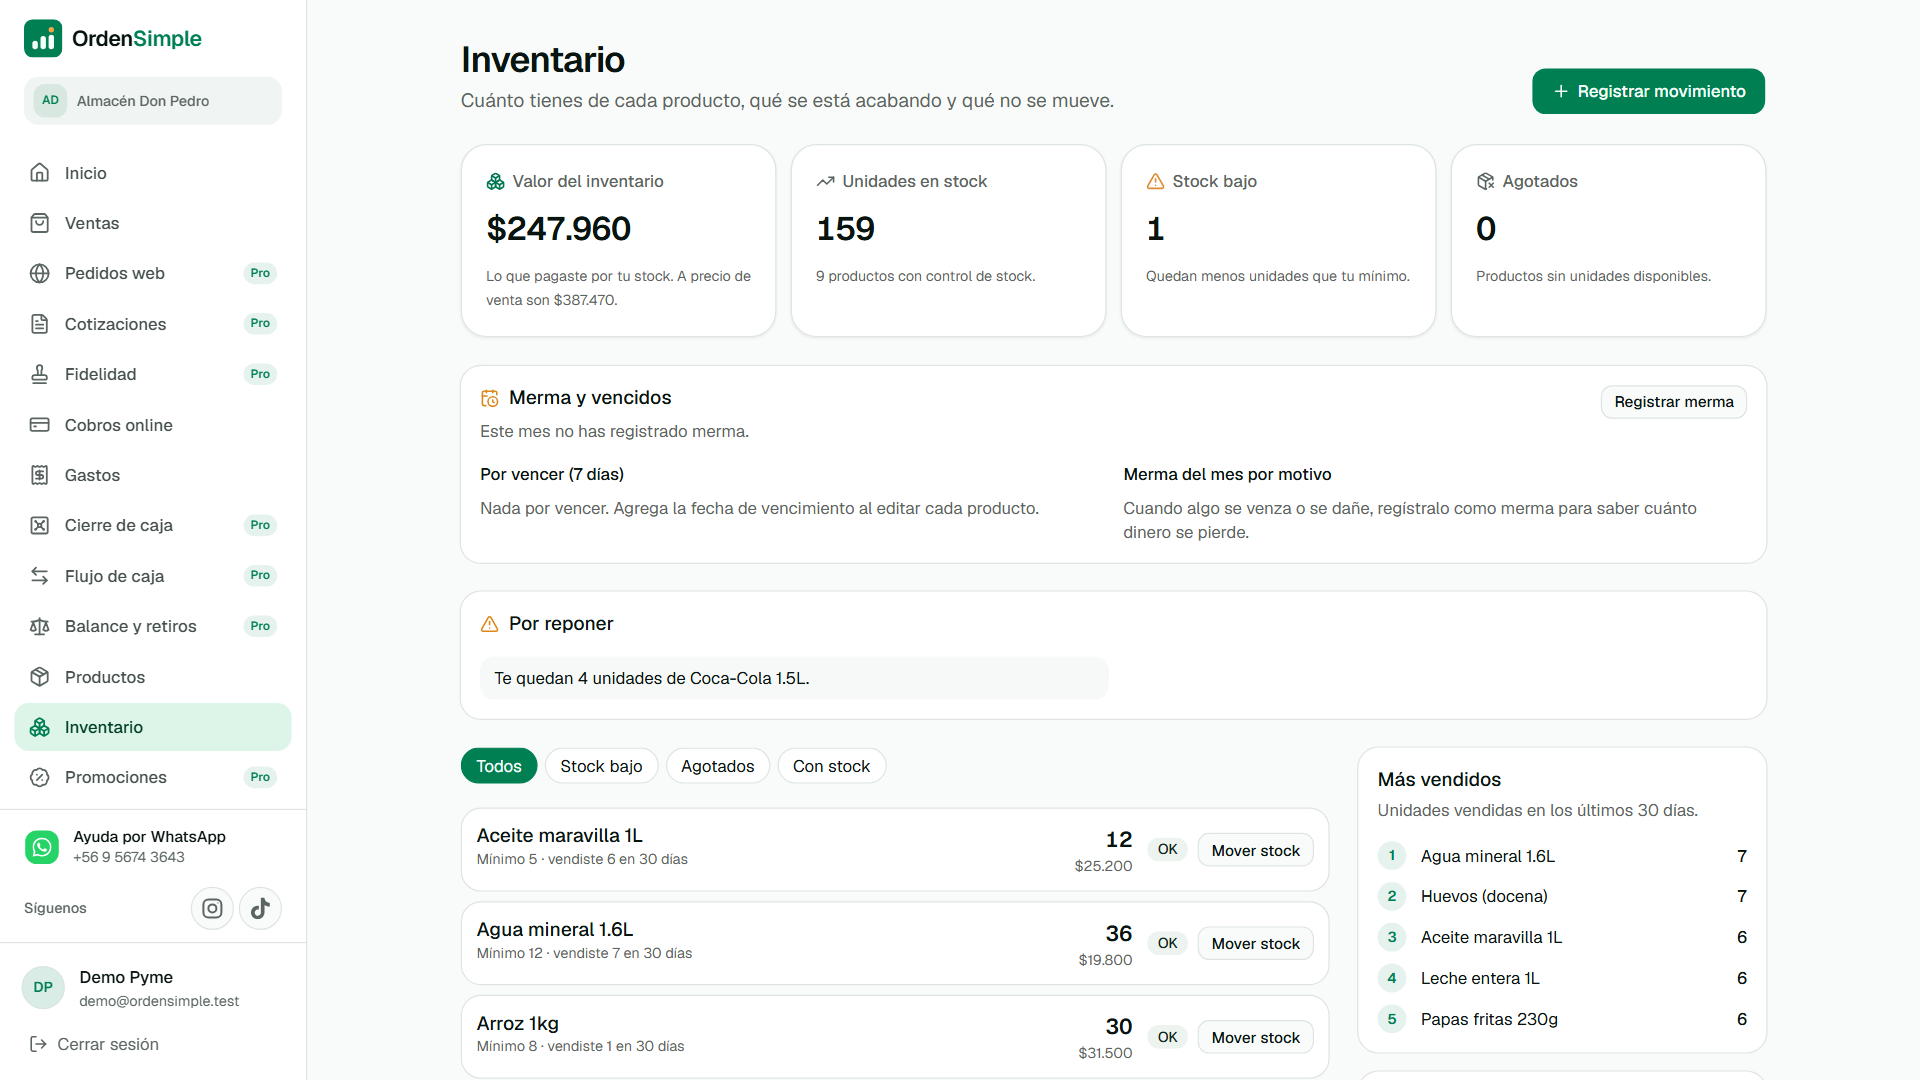 OrdenSimple
AD Almacén Don Pedro
Inicio
Ventas
Pedidos web Pro
Cotizaciones Pro
Fidelidad Pro
Cobros online
Gastos
Cierre de caja Pro
Flujo de caja Pro
Balance y retiros Pro
Productos
Inventario
Promociones Pro
Ayuda por WhatsApp
+56 9 5674 3643
Síguenos
DP
Demo Pyme
demo@ordensimple.test
Cerrar sesión
Inventario
Cuánto tienes de cada producto, qué se está acabando y qué no se mueve.
+ Registrar movimiento
Valor del inventario
$247.960
Lo que pagaste por tu stock. A precio de
venta son $387.470.
Unidades en stock
159
9 productos con control de stock.
Stock bajo
1
Quedan menos unidades que tu mínimo.
Agotados
0
Productos sin unidades disponibles.
Merma y vencidos
Este mes no has registrado merma.
Registrar merma
Por vencer (7 días)
Nada por vencer. Agrega la fecha de vencimiento al editar cada producto.
Merma del mes por motivo
Cuando algo se venza o se dañe, regístralo como merma para saber cuánto
dinero se pierde.
Por reponer
Te quedan 4 unidades de Coca-Cola 1.5L.
Todos Stock bajo Agotados Con stock
Aceite maravilla 1L
Mínimo 5 · vendiste 6 en 30 días
12
$25.200
OK
Mover stock
Agua mineral 1.6L
Mínimo 12 · vendiste 7 en 30 días
36
$19.800
OK
Mover stock
Arroz 1kg
Mínimo 8 · vendiste 1 en 30 días
30
$31.500
OK
Mover stock
Más vendidos
Unidades vendidas en los últimos 30 días.
1 Agua mineral 1.6L 7
2 Huevos (docena) 7
3 Aceite maravilla 1L 6
4 Leche entera 1L 6
5 Papas fritas 230g 6